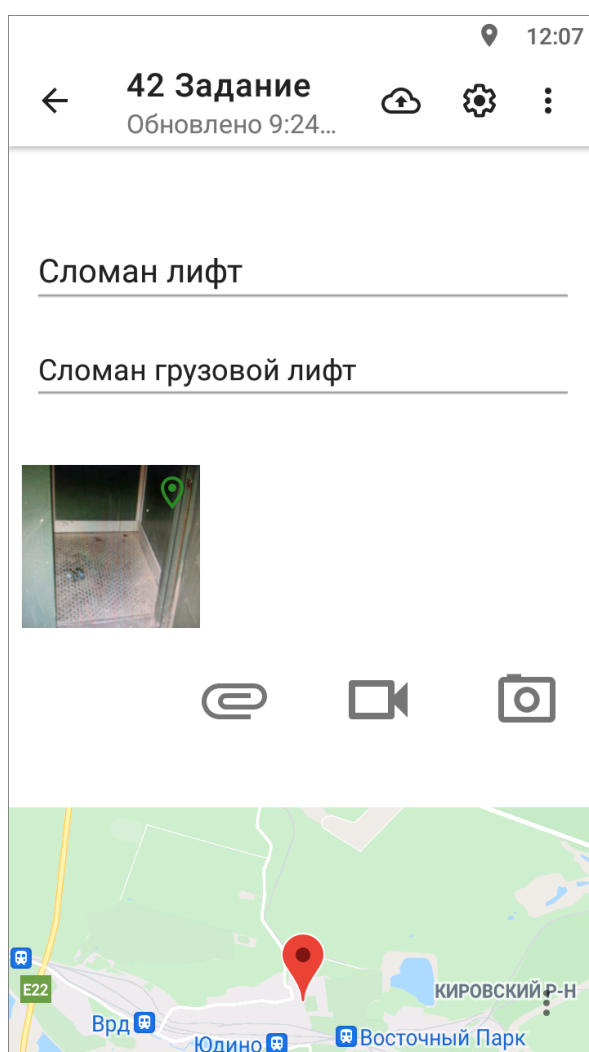 12:07
42 Задание
Обновлено 9:24...
Сломан лифт
Сломан грузовой лифт
E22
КИРОВСКИЙ Р-Н
Врд
Юдино
Восточный Парк